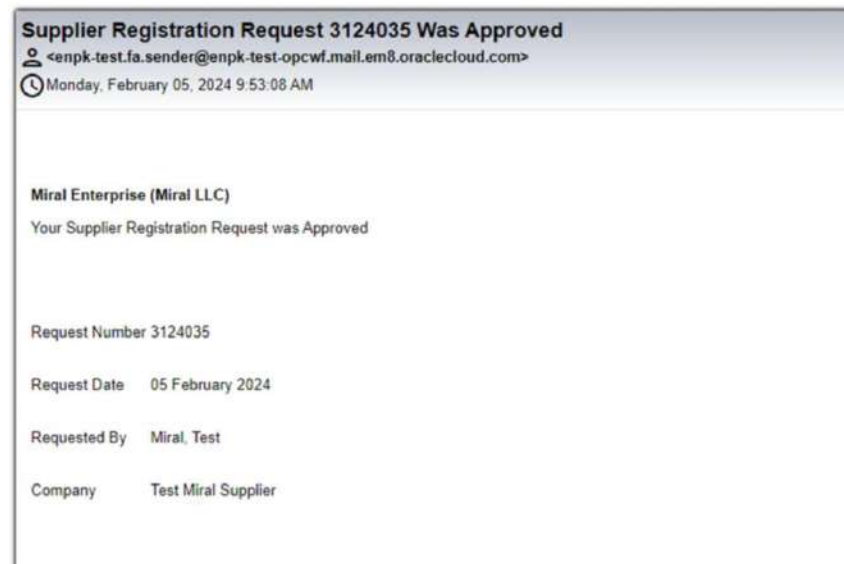 Supplier Registration Request 3124035 Was Approved
<enpk-test.fa.sender@enpk-test-opcwf.mail.em8.oraclecloud.com>
Monday, February 05, 2024 9:53:08 AM
Miral Enterprise (Miral LLC)
Your Supplier Registration Request was Approved
Request Number 3124035
Request Date 05 February 2024
Requested By Miral, Test
Company Test Miral Supplier